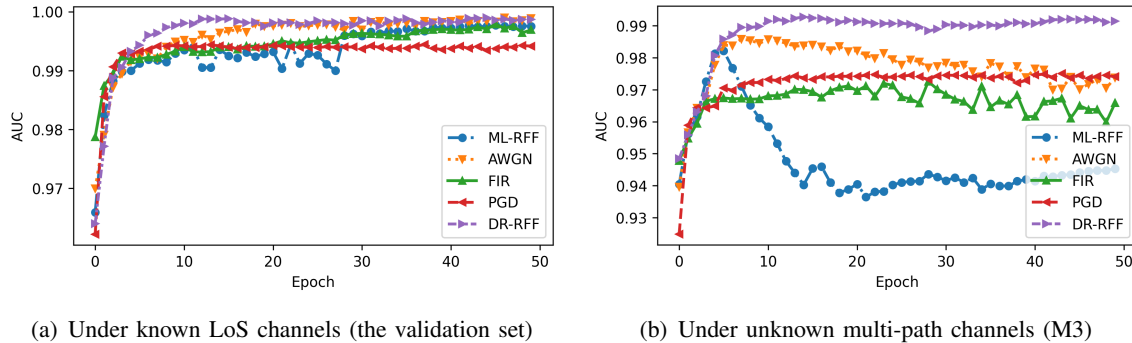 1.00
0.99
0.98
0.97
AUC
0 10 20 30 40 50
Epoch
ML-RFF
AWGN
FIR
PGD
DR-RFF
(a) Under known LoS channels (the validation set)
0.99
0.98
0.97
0.96
0.95
0.94
0.93
AUC
0 10 20 30 40 50
Epoch
ML-RFF
AWGN
FIR
PGD
DR-RFF
(b) Under unknown multi-path channels (M3)